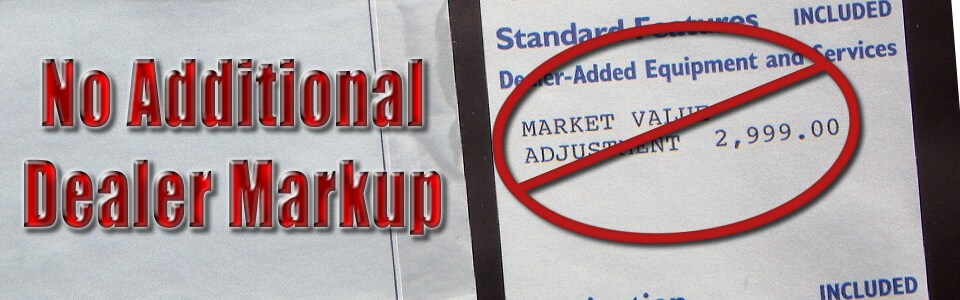 No Additional
Dealer Markup
Standard Features INCLUDED
Dealer-Added Equipment and Services
MARKET VALUE
ADJUSTMENT 2,999.00
INCLUDED